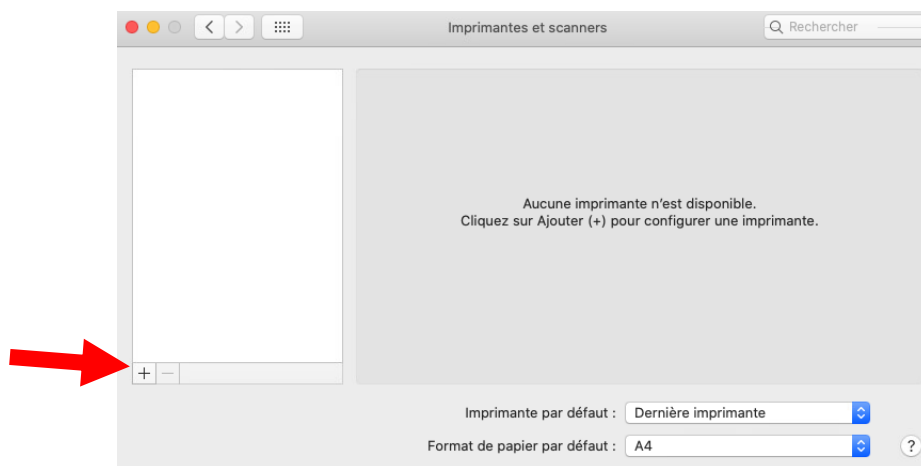 Imprimantes et scanners
Rechercher
Aucune imprimante n’est disponible.
Cliquez sur Ajouter (+) pour configurer une imprimante.
+ −
Imprimante par défaut : Dernière imprimante
Format de papier par défaut : A4
?